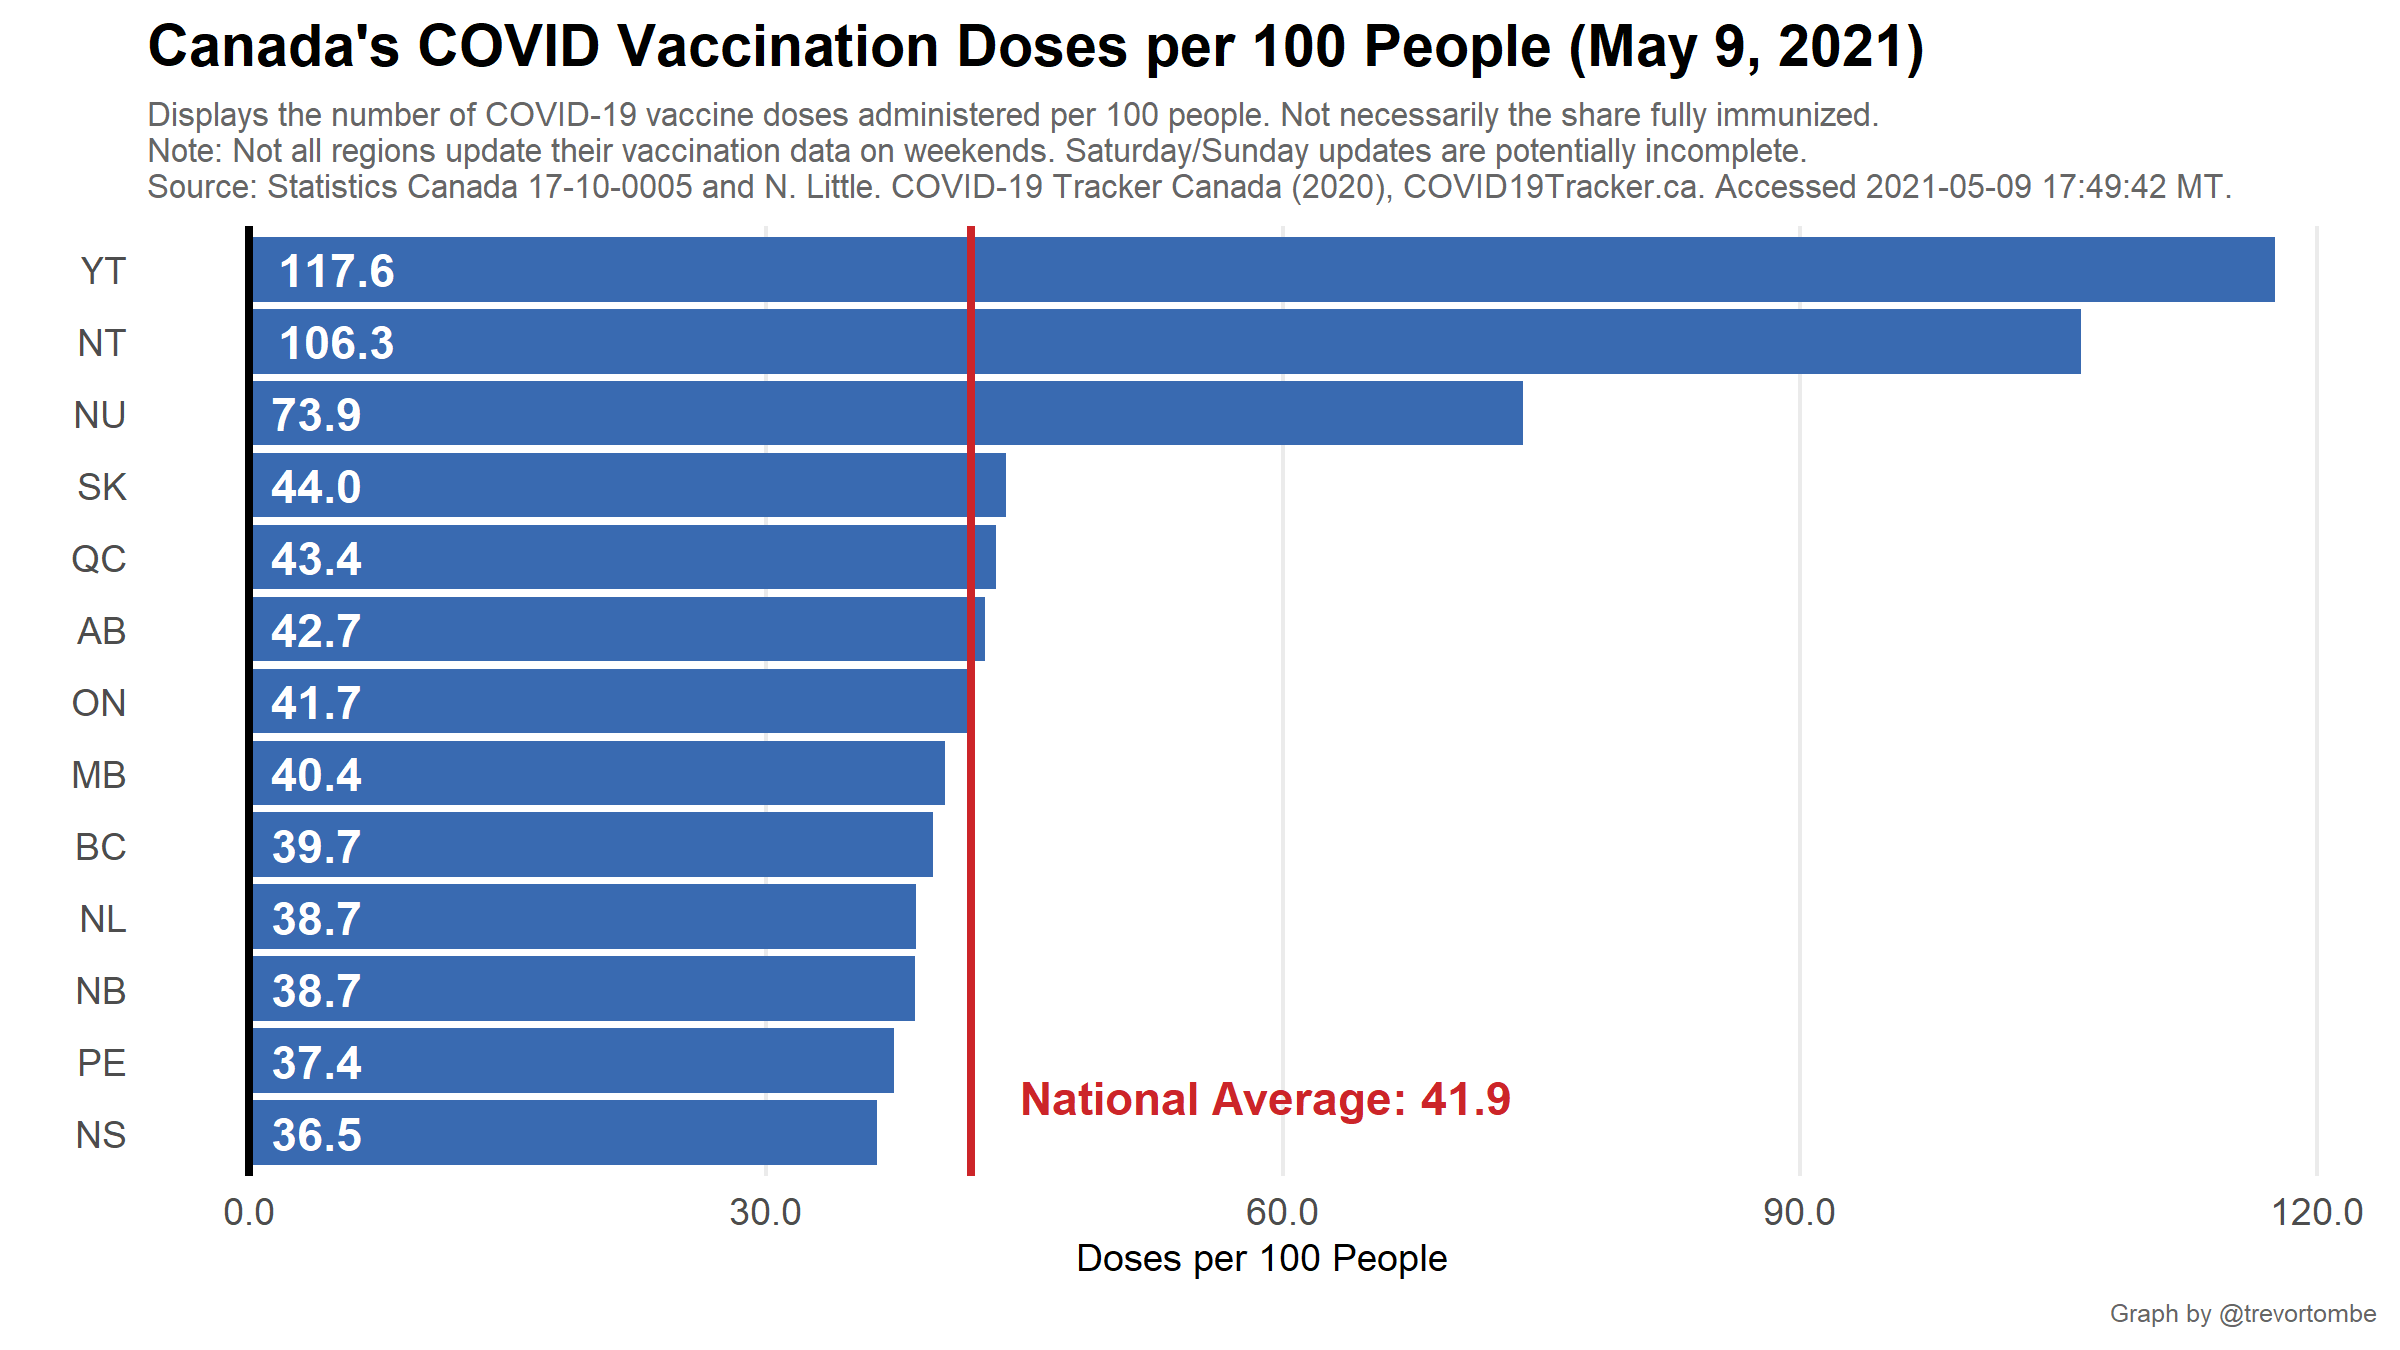 Canada's COVID Vaccination Doses per 100 People (May 9, 2021)
Displays the number of COVID-19 vaccine doses administered per 100 people. Not necessarily the share fully immunized.
Note: Not all regions update their vaccination data on weekends. Saturday/Sunday updates are potentially incomplete.
Source: Statistics Canada 17-10-0005 and N. Little. COVID-19 Tracker Canada (2020), COVID19Tracker.ca. Accessed 2021-05-09 17:49:42 MT.
YT 117.6
NT 106.3
NU 73.9
SK 44.0
QC 43.4
AB 42.7
ON 41.7
MB 40.4
BC 39.7
NL 38.7
NB 38.7
PE 37.4
National Average: 41.9
NS 36.5
0.0 30.0 60.0 90.0 120.0
Doses per 100 People
Graph by @trevortombe